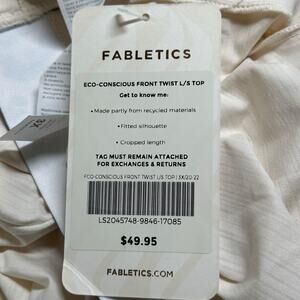 FABLETICS
ECO-CONSCIOUS FRONT TWIST L/S TOP
Get to know me:
• Made partly from recycled materials
• Fitted silhouette
• Cropped length
TAG MUST REMAIN ATTACHED
FOR EXCHANGES & RETURNS
ECO-CONSCIOUS FRONT TWIST L/S TOP | 3X/20-22
LS2045748-9846-17085
$49.95
FABLETICS.COM
3X